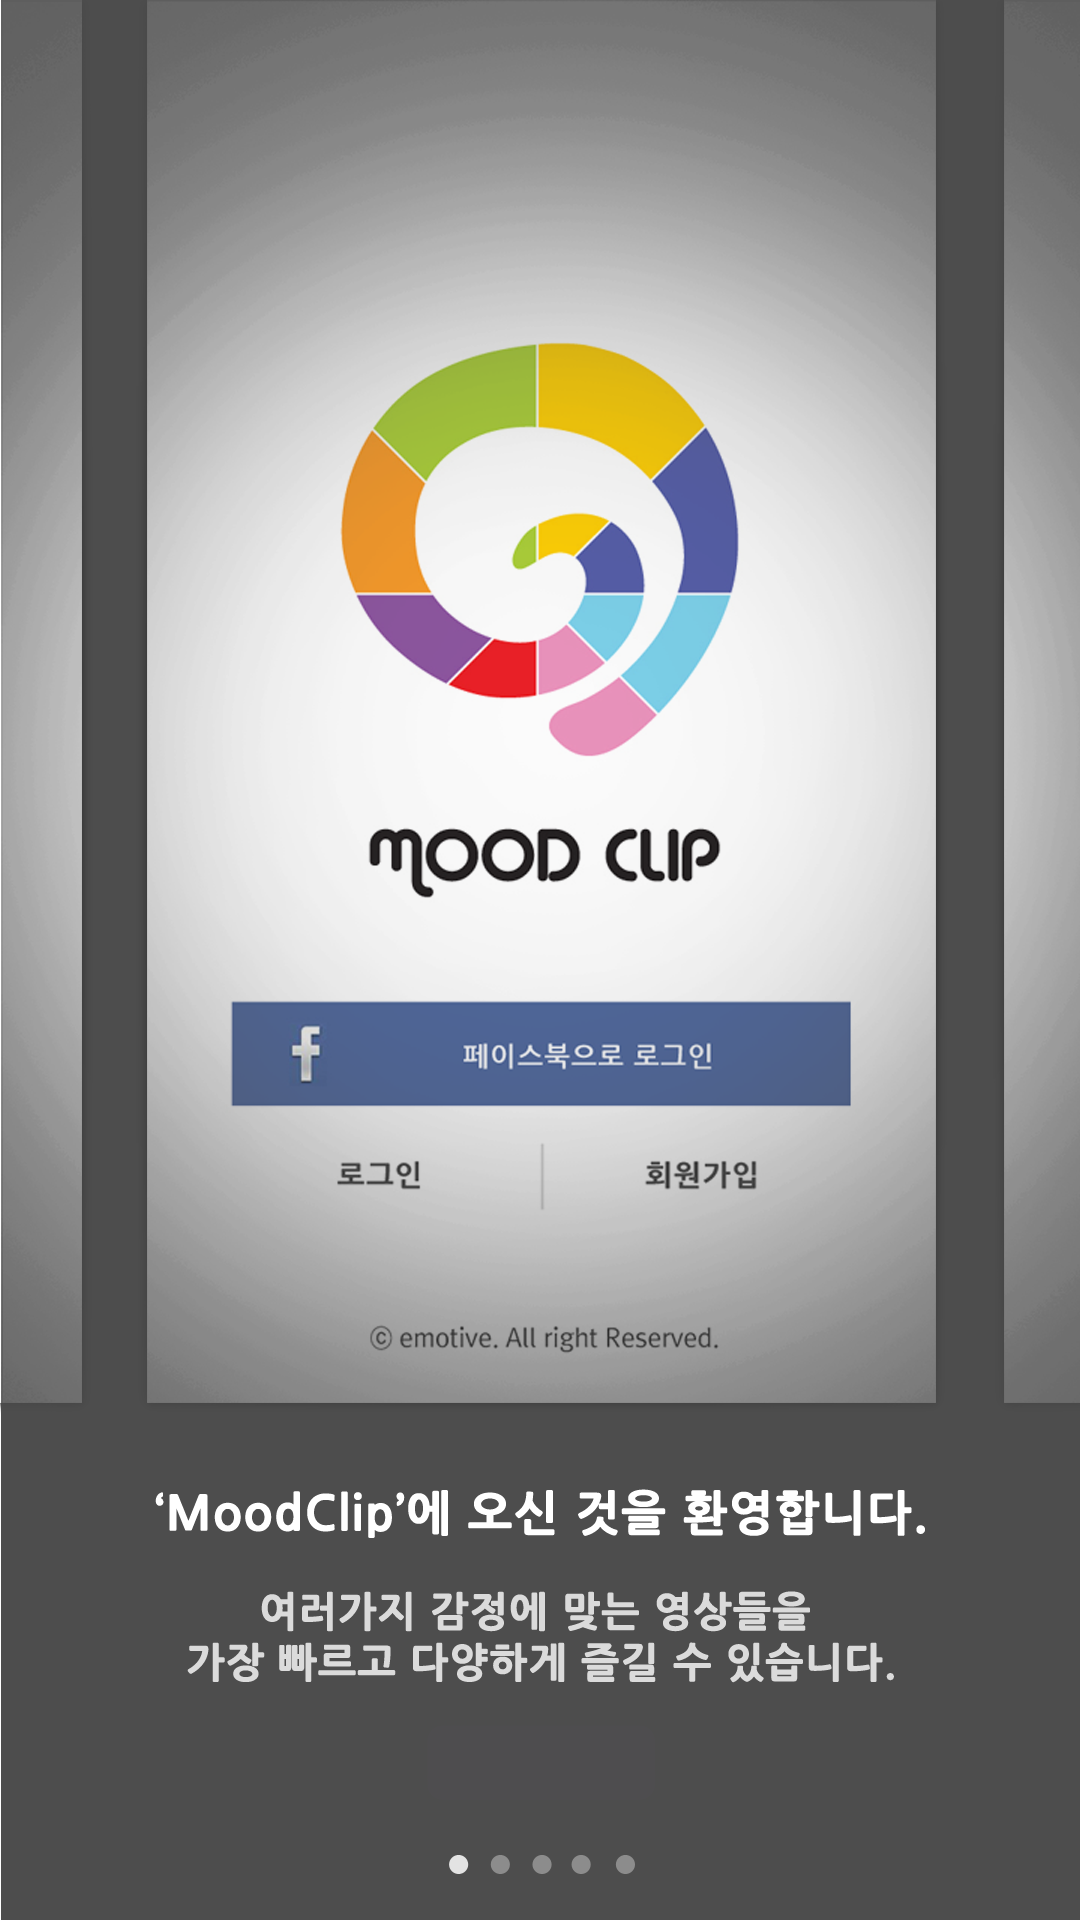 MOOD CLIP
f
페이스북으로 로그인
로그인
회원가입
ⓒ emotive. All right Reserved.
‘MoodClip’에 오신 것을 환영합니다.
여러가지 감정에 맞는 영상들을
가장 빠르고 다양하게 즐길 수 있습니다.